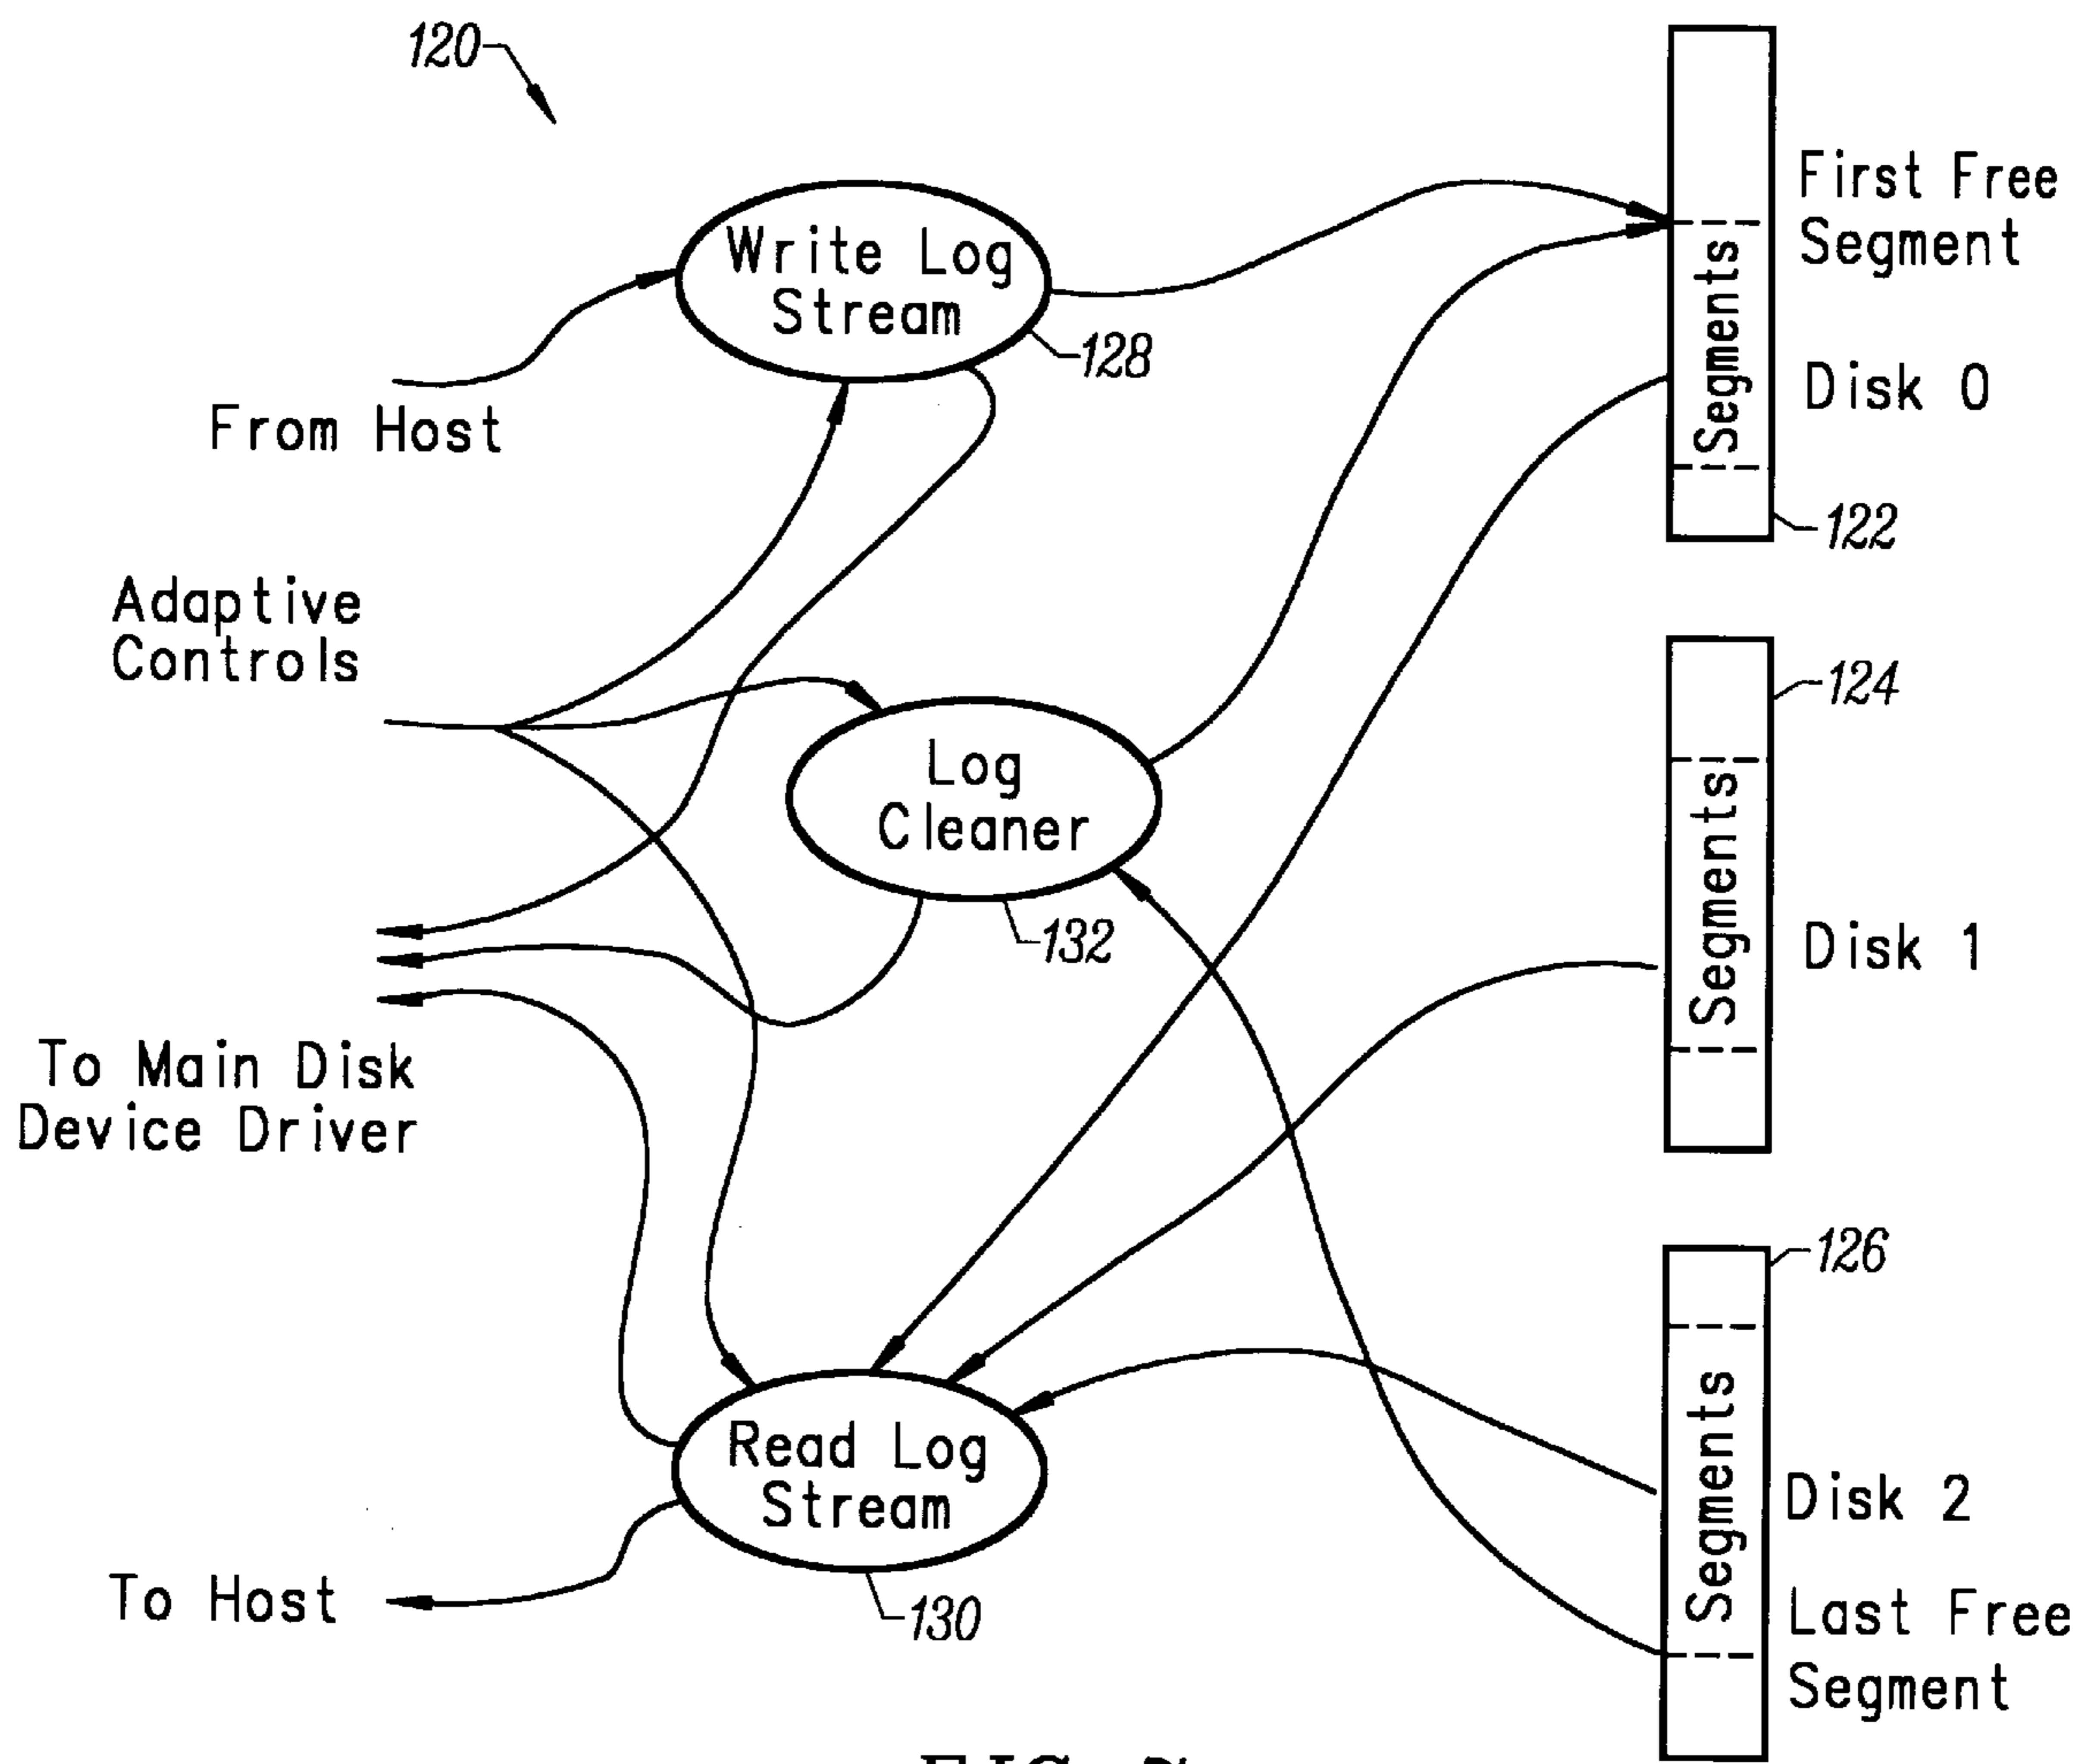 120
First Free
Segment
Write Log
Stream
128
Segments
Disk 0
From Host
122
Adaptive
Controls
124
Log
Cleaner
Segments
132
Disk 1
To Main Disk
Device Driver
126
Read Log
Stream
Segments
Disk 2
To Host
130
Last Free
Segment